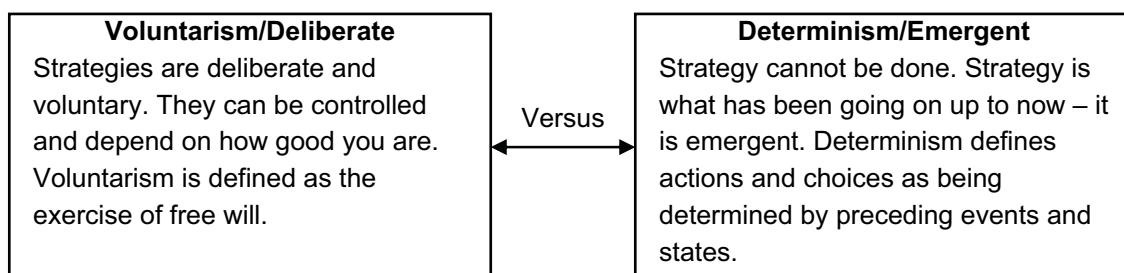 Voluntarism/Deliberate
Strategies are deliberate and
voluntary. They can be controlled
and depend on how good you are.
Voluntarism is defined as the
exercise of free will.
Versus
Determinism/Emergent
Strategy cannot be done. Strategy is
what has been going on up to now – it
is emergent. Determinism defines
actions and choices as being
determined by preceding events and
states.